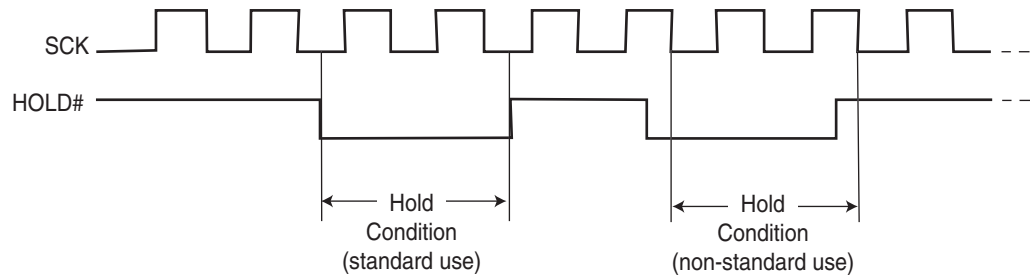 SCK
HOLD#
Hold
Condition
(standard use)
Hold
Condition
(non-standard use)